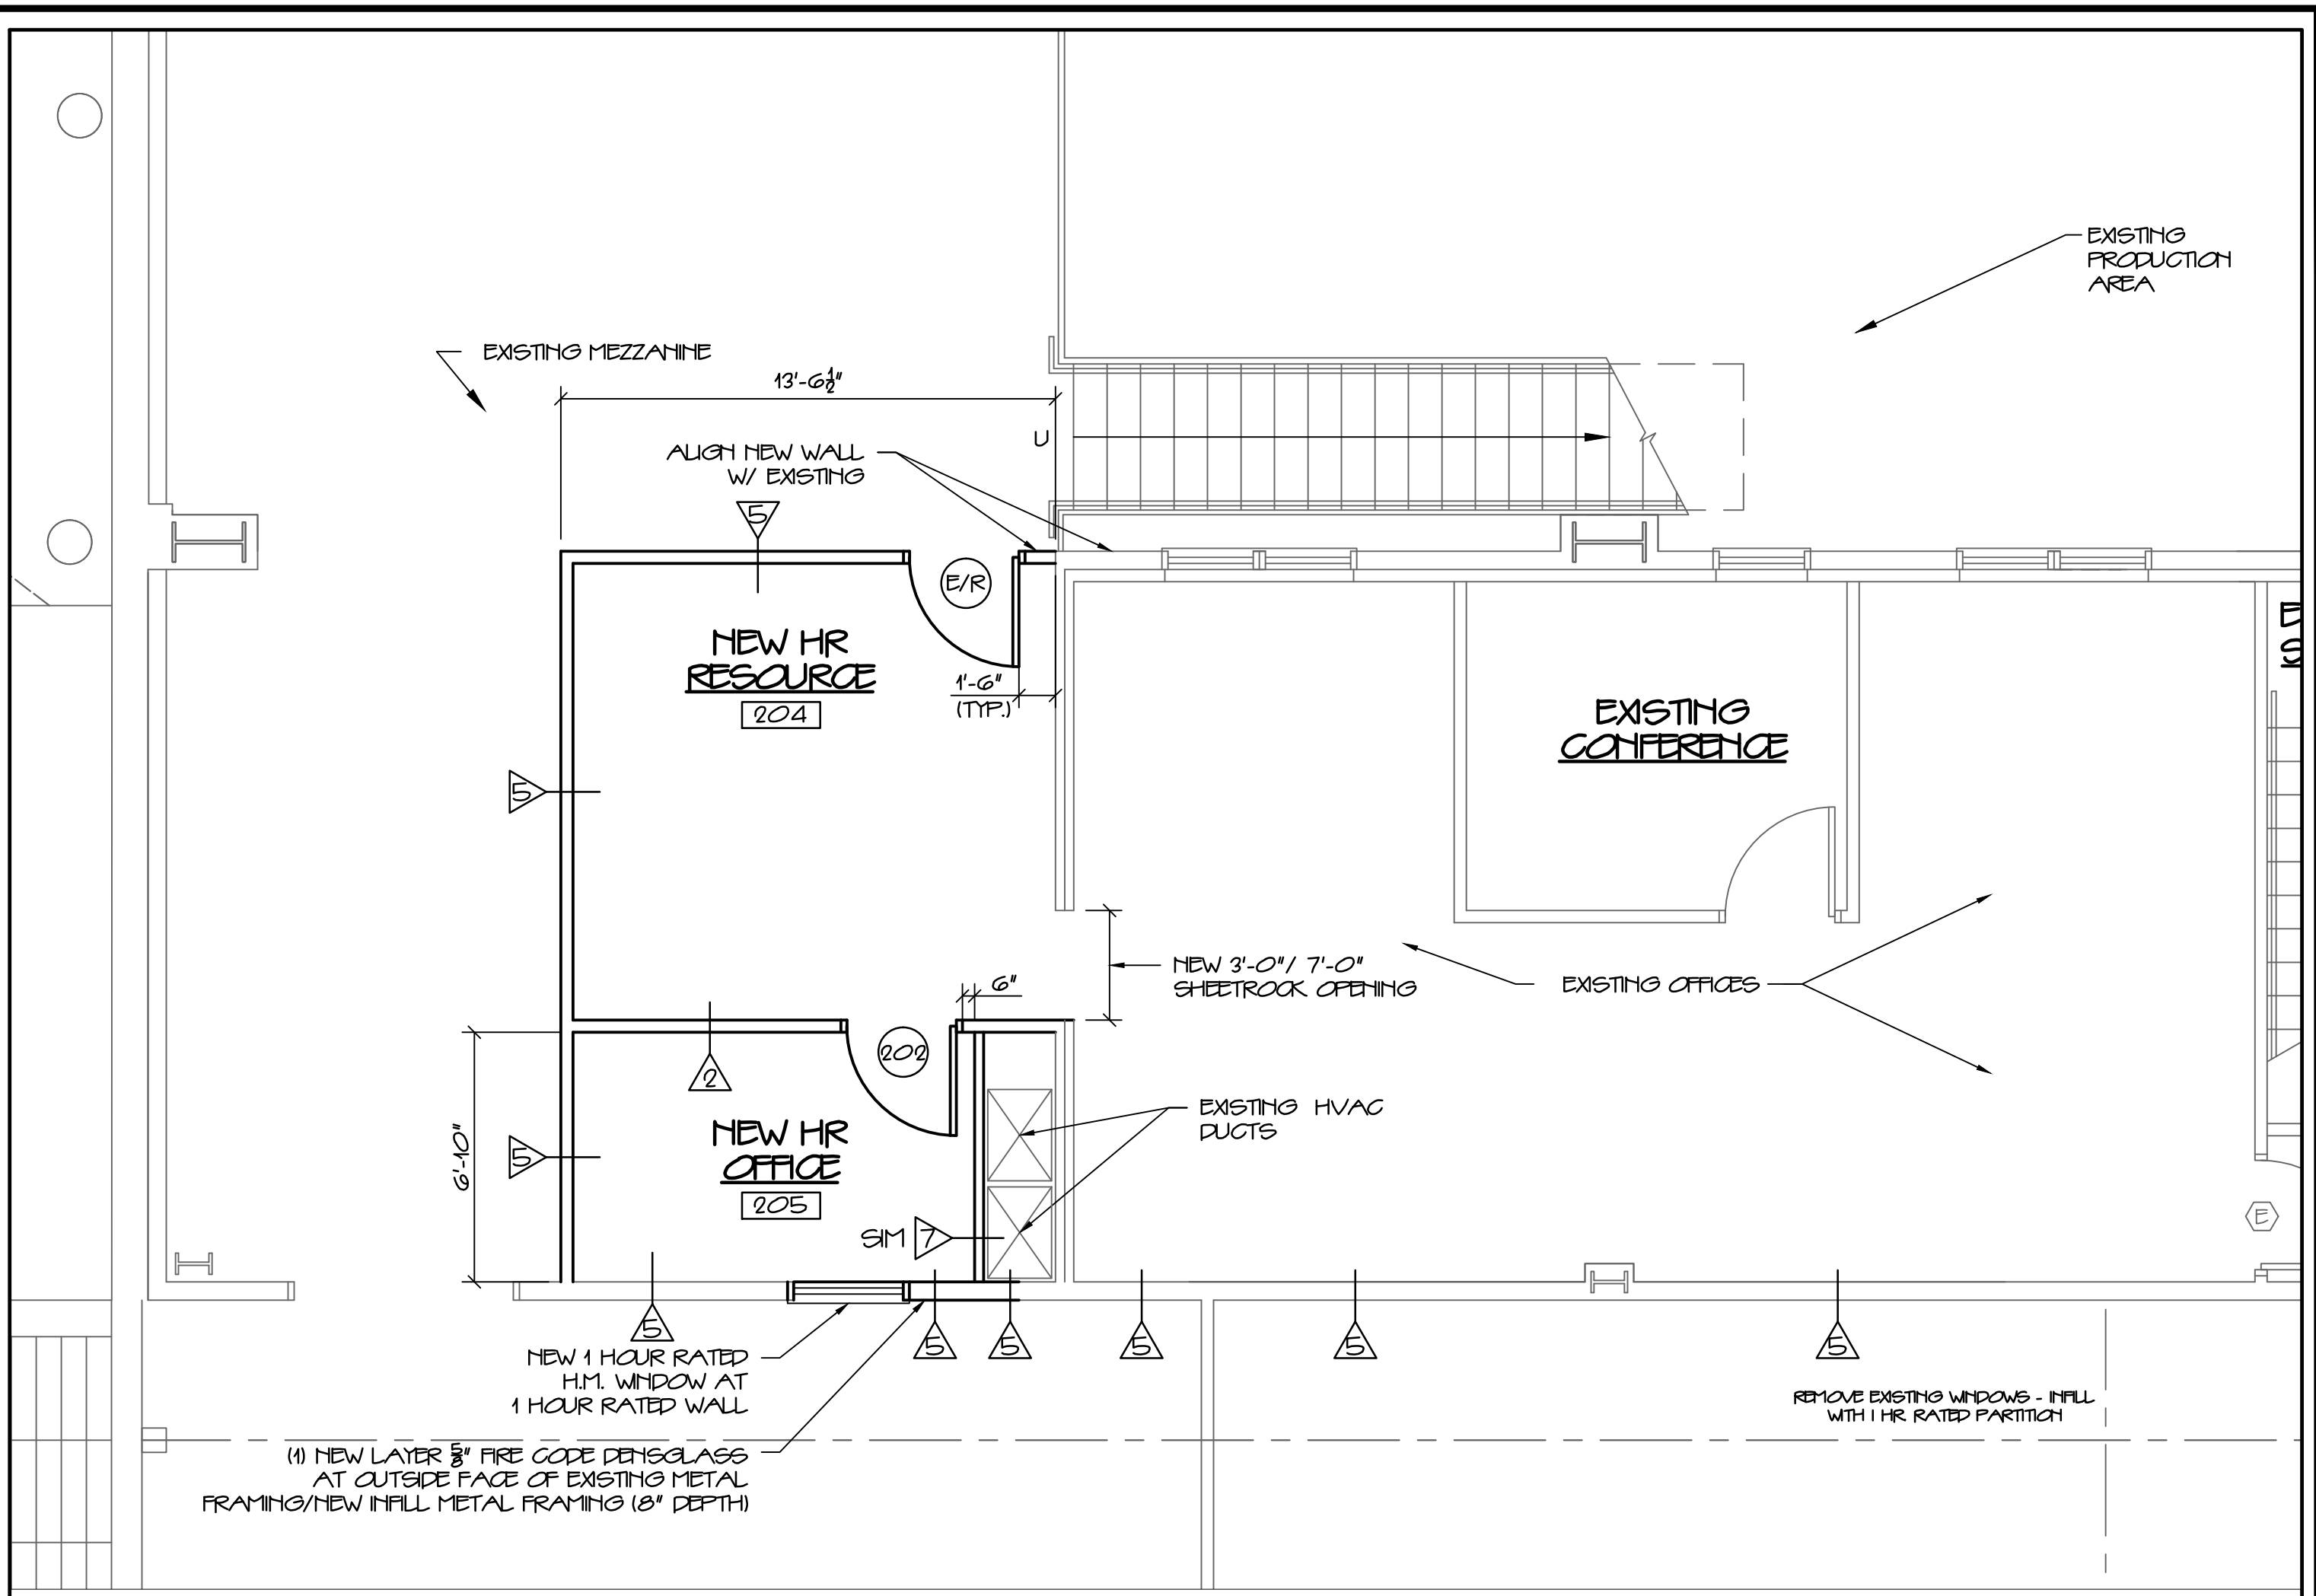 EXISTING
PRODUCTION
AREA
EXISTING MEZZANINE
13'-6½"
U
ALIGN NEW WALL
W/ EXISTING
5
E/R
NEW HR
RESOURCE
204
1'-6"
(TYP.)
EXISTING
CONFERENCE
5
NEW 3'-0"/ 7'-0"
SHEETROCK OPENING
EXISTING OFFICES
6"
202
2
EXISTING HVAC
DUCTS
NEW HR
OFFICE
205
6'-10"
5
SIM 7
E
5
5
5
5
5
5
NEW 1 HOUR RATED
H.M. WINDOW AT
1 HOUR RATED WALL
REMOVE EXISTING WINDOWS - INFILL
WITH 1 HR RATED PARTITION
(1) NEW LAYER ⅝" FIRE CODE DENSGLASS
AT OUTSIDE FACE OF EXISTING METAL
FRAMING/NEW INFILL METAL FRAMING (8" DEPTH)